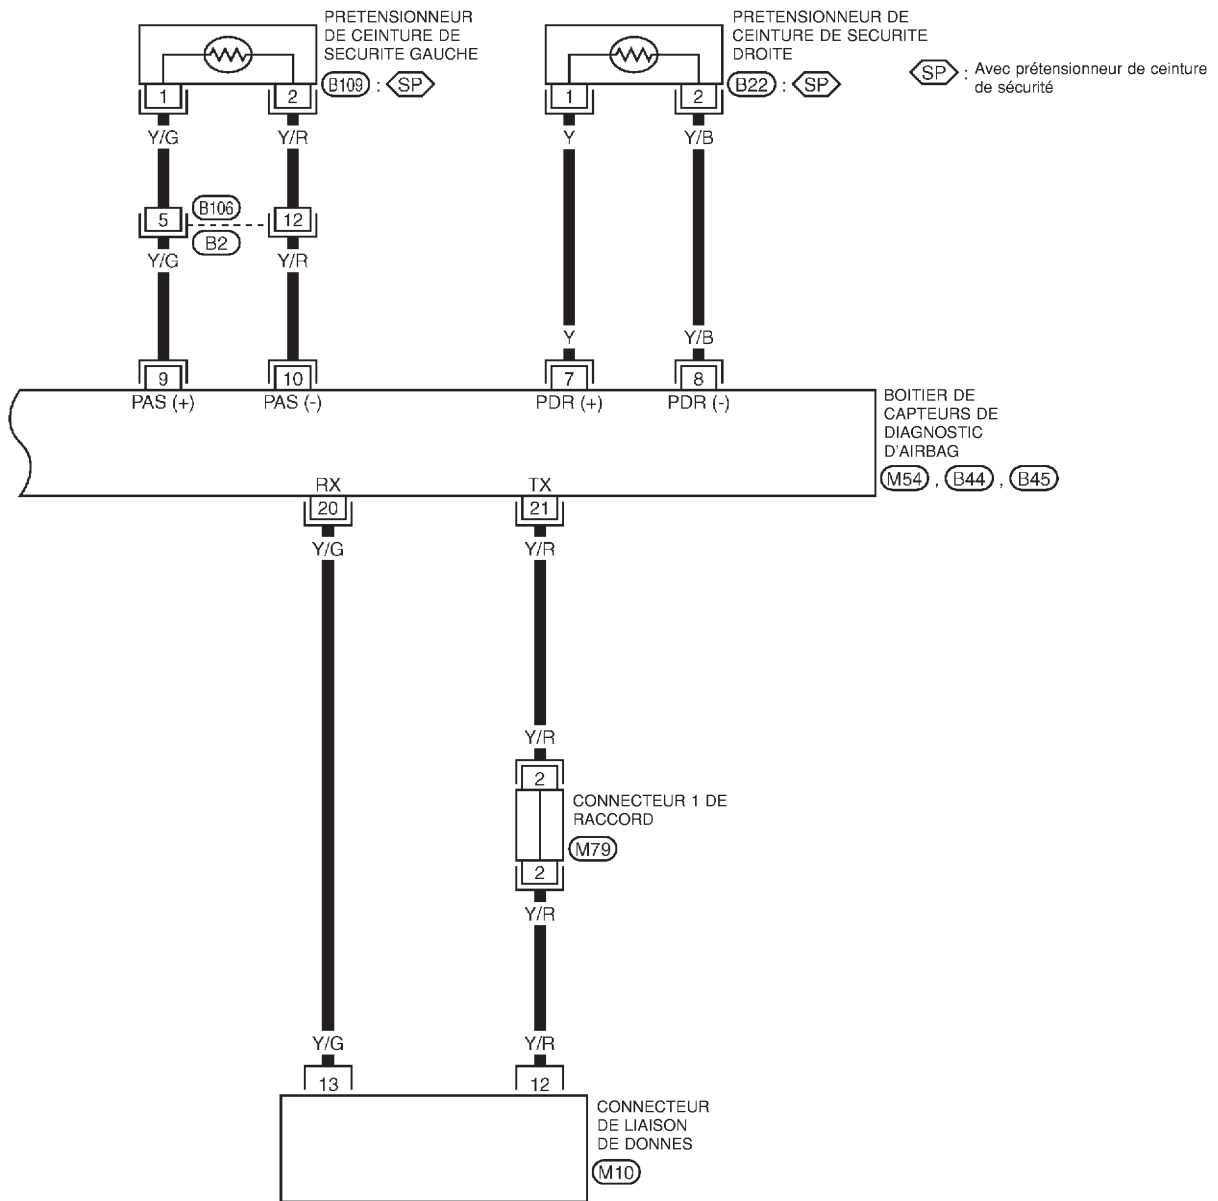 PRETENSIONNEUR
DE CEINTURE DE
SECURITE GAUCHE
B109 : SP
PRETENSIONNEUR DE
CEINTURE DE SECURITE
DROITE
B22 : SP
SP : Avec prétensionneur de ceinture
de sécurité
1 2 1 2
Y/G Y/R Y Y/B
5 B106 12
B2
Y/G Y/R
Y Y/B
9 10 7 8
PAS (+) PAS (-) PDR (+) PDR (-)
BOITIER DE
CAPTEURS DE
DIAGNOSTIC
D'AIRBAG
M54 , B44 , B45
RX TX
20 21
Y/G Y/R
Y/R
2
CONNECTEUR 1 DE
RACCORD
M79
2
Y/R
Y/G Y/R
13 12
CONNECTEUR
DE LIAISON
DE DONNES
M10